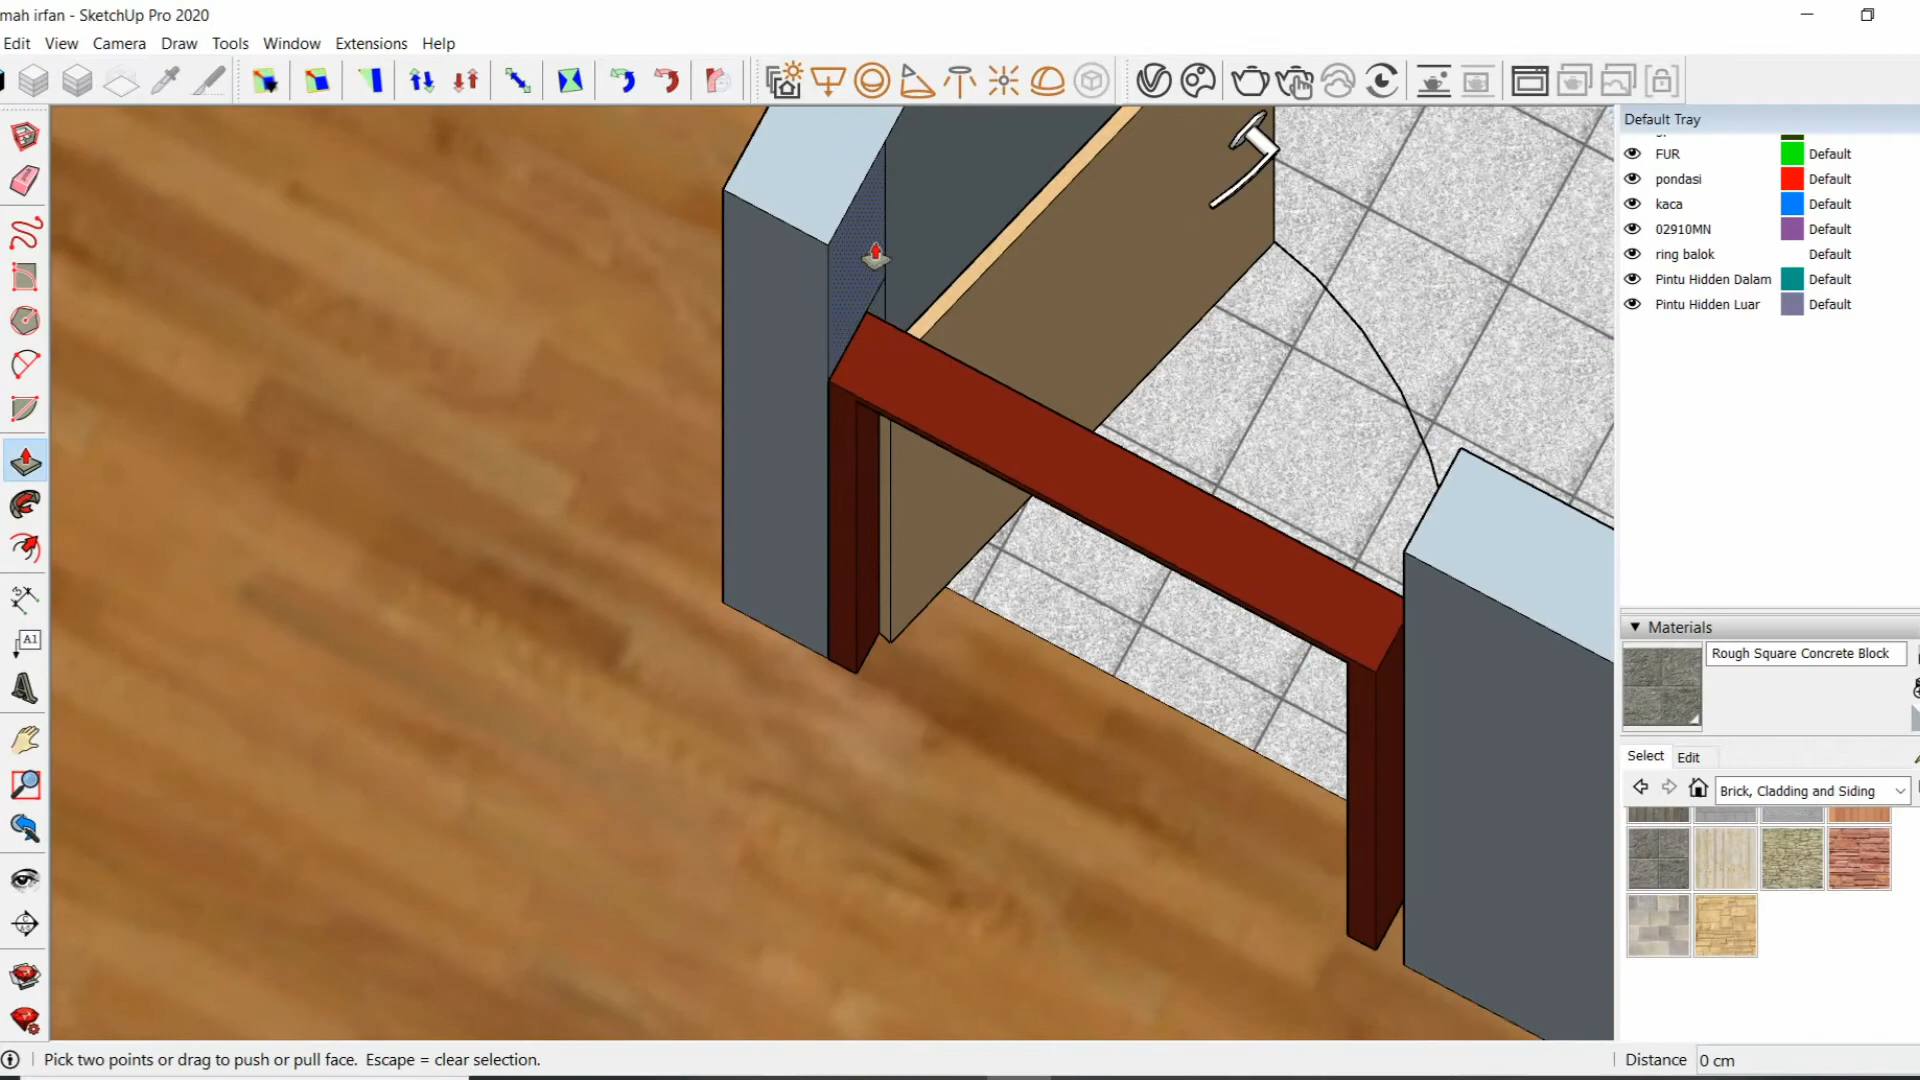 mah irfan - SketchUp Pro 2020
Edit View Camera Draw Tools Window Extensions Help
Default Tray
FUR Default
pondasi Default
kaca Default
02910MN Default
ring balok Default
Pintu Hidden Dalam Default
Pintu Hidden Luar Default
Materials
Rough Square Concrete Block
Select Edit
Brick, Cladding and Siding
A1
Pick two points or drag to push or pull face. Escape = clear selection.
Distance 0 cm